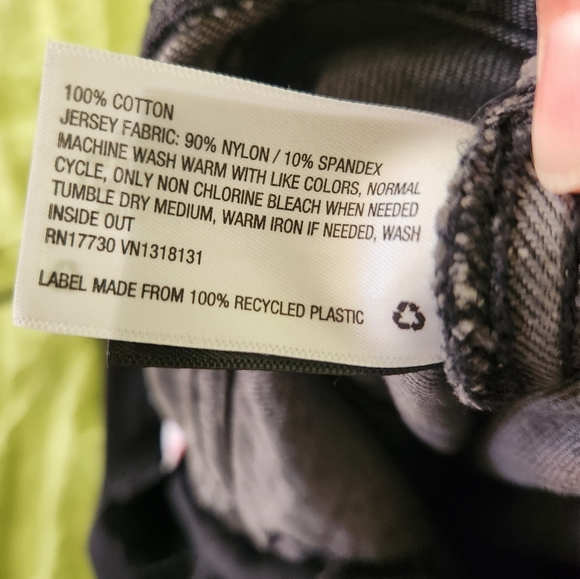 100% COTTON
JERSEY FABRIC: 90% NYLON / 10% SPANDEX
MACHINE WASH WARM WITH LIKE COLORS, NORMAL
CYCLE, ONLY NON CHLORINE BLEACH WHEN NEEDED
TUMBLE DRY MEDIUM, WARM IRON IF NEEDED, WASH
INSIDE OUT
RN17730 VN1318131
LABEL MADE FROM 100% RECYCLED PLASTIC